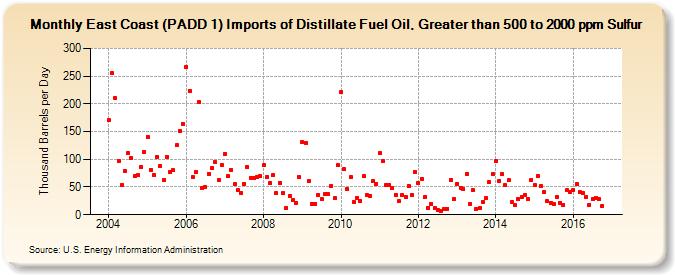 Monthly East Coast (PADD 1) Imports of Distillate Fuel Oil, Greater than 500 to 2000 ppm Sulfur
Thousand Barrels per Day
300
250
200
150
100
50
0
2004 2006 2008 2010 2012 2014 2016
Source: U.S. Energy Information Administration